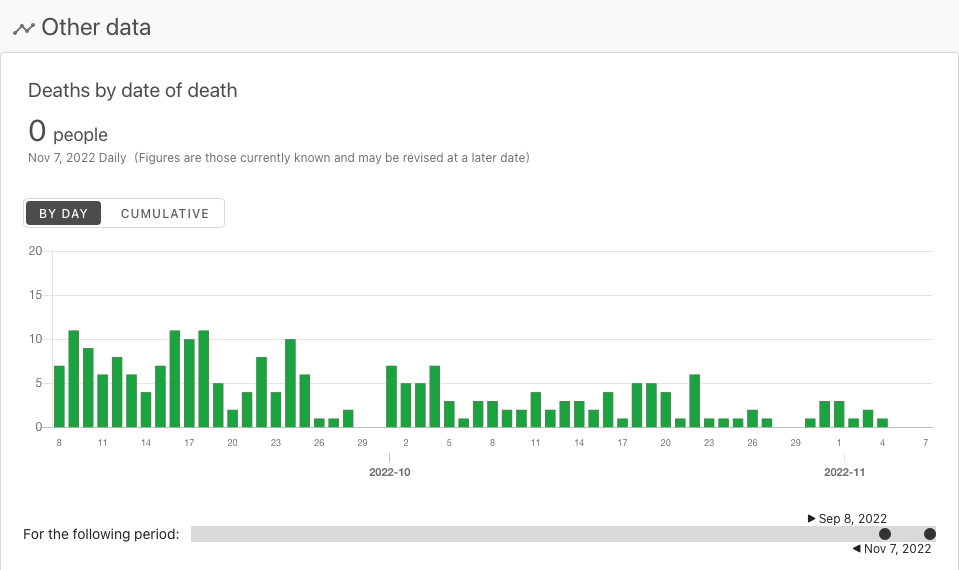 Other data
Deaths by date of death
0 people
Nov 7, 2022 Daily (Figures are those currently known and may be revised at a later date)
BY DAY CUMULATIVE
20
15
10
5
0
8 11 14 17 20 23 26 29 2 5 8 11 14 17 20 23 26 29 1 4 7
2022-10 2022-11
Sep 8, 2022
For the following period:
Nov 7, 2022